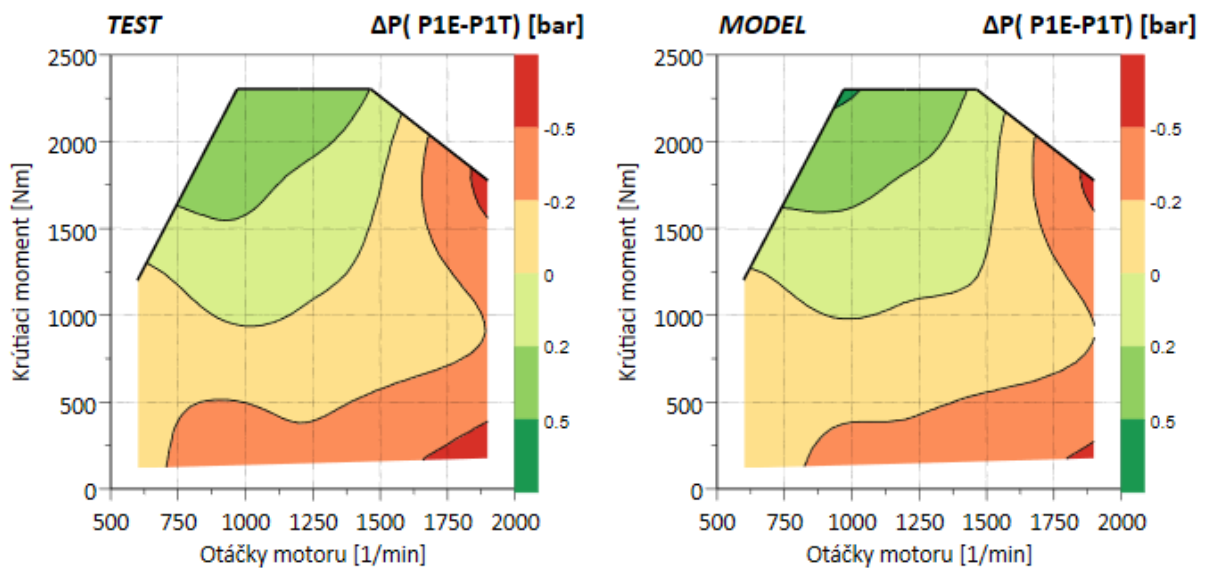 TEST ΔP( P1E-P1T) [bar]
Krútiaci moment [Nm]
2500
2000
1500
1000
500
0
500 750 1000 1250 1500 1750 2000
Otáčky motoru [1/min]
-0.5
-0.2
0
0.2
0.5
MODEL ΔP( P1E-P1T) [bar]
Krútiaci moment [Nm]
2500
2000
1500
1000
500
0
500 750 1000 1250 1500 1750 2000
Otáčky motoru [1/min]
-0.5
-0.2
0
0.2
0.5